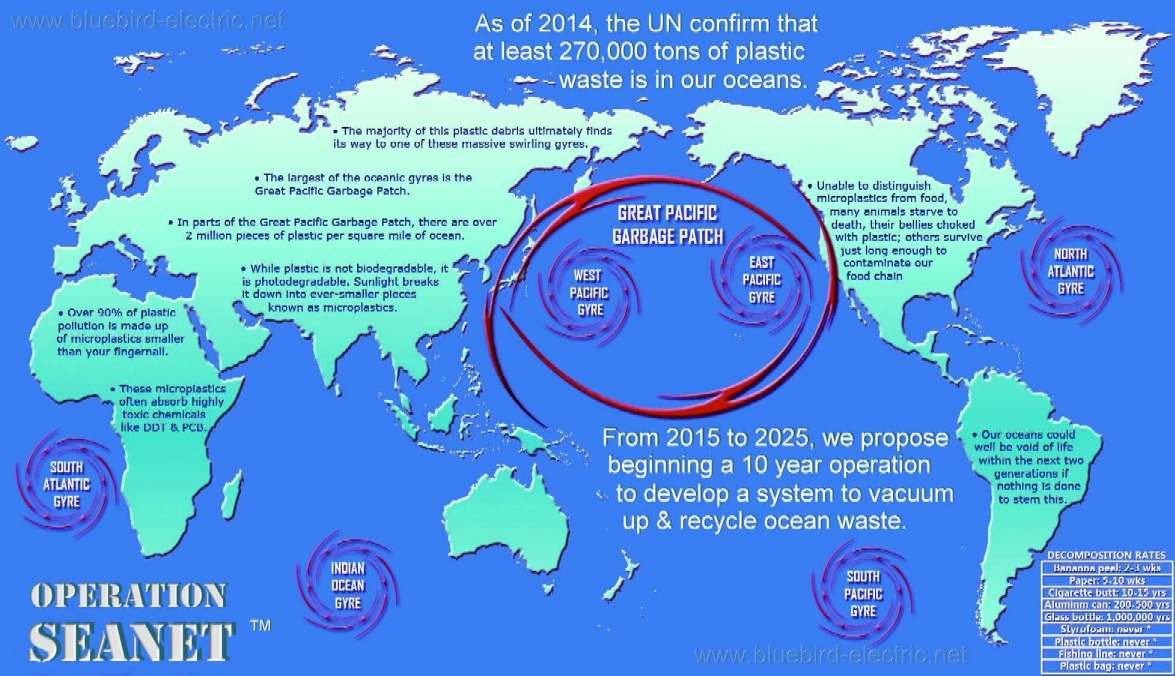 www.bluebird-electric.net
As of 2014, the UN confirm that
at least 270,000 tons of plastic
waste is in our oceans.
• The majority of this plastic debris ultimately finds
its way to one of these massive swirling gyres.
• The largest of the oceanic gyres is the
Great Pacific Garbage Patch.
• In parts of the Great Pacific Garbage Patch, there are over
2 million pieces of plastic per square mile of ocean.
• While plastic is not biodegradable, it
is photodegradable. Sunlight breaks
it down into ever-smaller pieces
known as microplastics.
• Over 90% of plastic
pollution is made up
of microplastics smaller
than your fingernail.
• These microplastics
often absorb highly
toxic chemicals
like DDT & PCB.
GREAT PACIFIC
GARBAGE PATCH
WEST
PACIFIC
GYRE
EAST
PACIFIC
GYRE
• Unable to distinguish
microplastics from food,
many animals starve to
death, their bellies choked
with plastic; others survive
just long enough to
contaminate our
food chain
NORTH
ATLANTIC
GYRE
SOUTH
ATLANTIC
GYRE
INDIAN
OCEAN
GYRE
SOUTH
PACIFIC
GYRE
From 2015 to 2025, we propose
beginning a 10 year operation
to develop a system to vacuum
up & recycle ocean waste.
• Our oceans could
well be void of life
within the next two
generations if
nothing is done
to stem this.
OPERATION
SEANET ™
www.bluebird-electric.net
DECOMPOSITION RATES
Bananna peel: 2-3 wks
Paper: 5-10 wks
Cigarette butt: 10-15 yrs
Aluminm can: 200-500 yrs
Glass bottle: 1,000,000 yrs
Styrofoam: never *
Plastic bottle: never *
Fishing line: never *
Plastic bag: never *